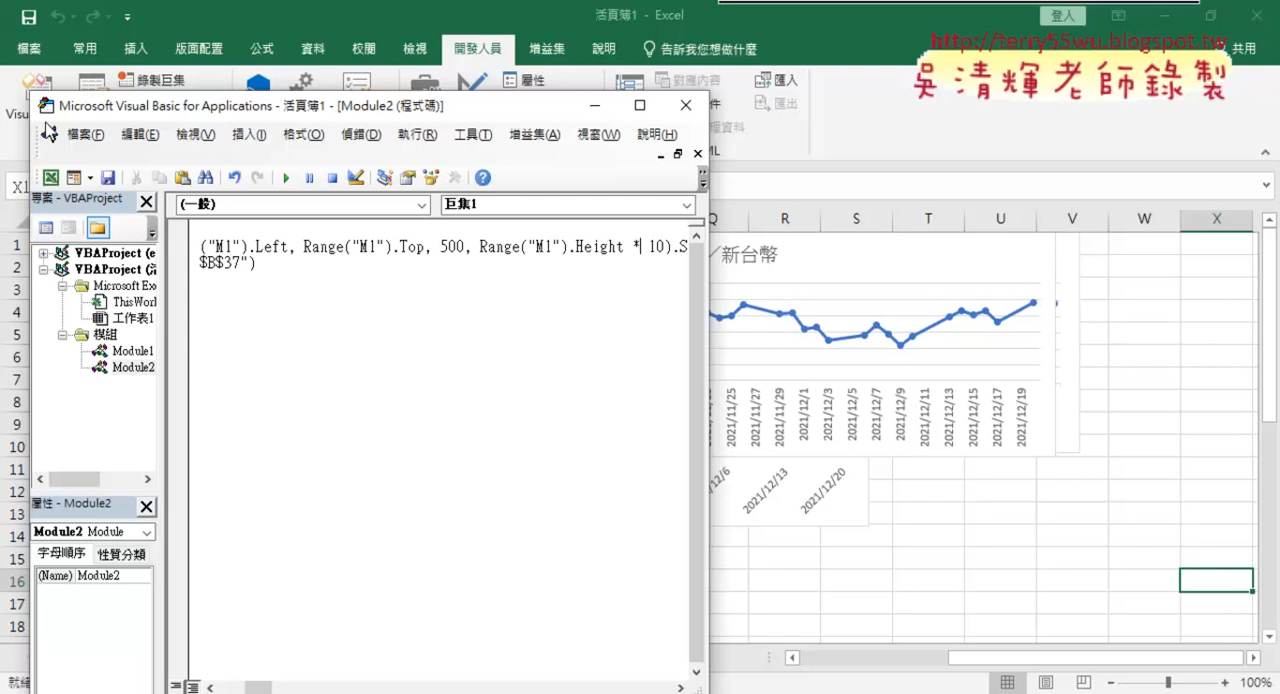 活頁簿1 - Excel
登入
檔案 常用 插入 版面配置 公式 資料 校閱 檢視 開發人員 增益集 說明 告訴我您想做什麼 共用
http://terry55wu.blogspot.tw
吳清輝老師錄製
錄製巨集 屬性 對應內容 匯入
匯出
Microsoft Visual Basic for Applications - 活頁簿1 - [Module2 (程式碼)]
檔案(F) 編輯(E) 檢視(V) 插入(I) 格式(O) 偵錯(D) 執行(R) 工具(T) 增益集(A) 視窗(W) 說明(H)
專案 - VBAProject
(一般) 巨集1
VBAProject (e
VBAProject (活
Microsoft Exc
ThisWor
工作表1
模組
Module1
Module2
("M1").Left, Range("M1").Top, 500, Range("M1").Height * 10).S
$B$37")
屬性 - Module2
Module2 Module
字母順序 性質分類
(Name) Module2
Q R S T U V W X
1
2
3
4
5
6
7
8
9
10
11
12
13
14
15
16
17
18
／新台幣
2021/11/25 2021/11/27 2021/11/29 2021/12/1 2021/12/3 2021/12/5 2021/12/7 2021/12/9 2021/12/11 2021/12/13 2021/12/15 2021/12/17 2021/12/19
2021/12/13 2021/12/20
就緒
100%